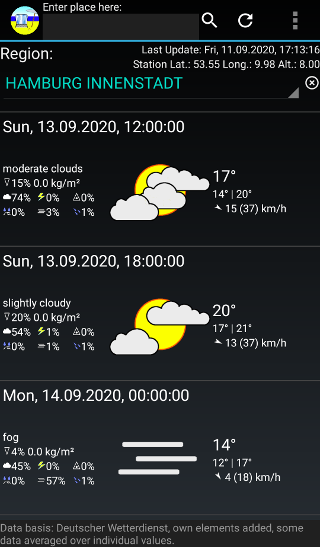 Enter place here:
Region:
Last Update: Fri, 11.09.2020, 17:13:16
Station Lat.: 53.55 Long.: 9.98 Alt.: 8.00
HAMBURG INNENSTADT
Sun, 13.09.2020, 12:00:00
moderate clouds
15% 0.0 kg/m²
74% 0% 0%
0% 3% 1%
17°
14° | 20°
15 (37) km/h
Sun, 13.09.2020, 18:00:00
slightly cloudy
20% 0.0 kg/m²
54% 1% 0%
0% 1% 1%
20°
17° | 21°
13 (37) km/h
Mon, 14.09.2020, 00:00:00
fog
4% 0.0 kg/m²
45% 0% 0%
0% 57% 1%
14°
12° | 17°
4 (18) km/h
Data basis: Deutscher Wetterdienst, own elements added, some
data averaged over individual values.